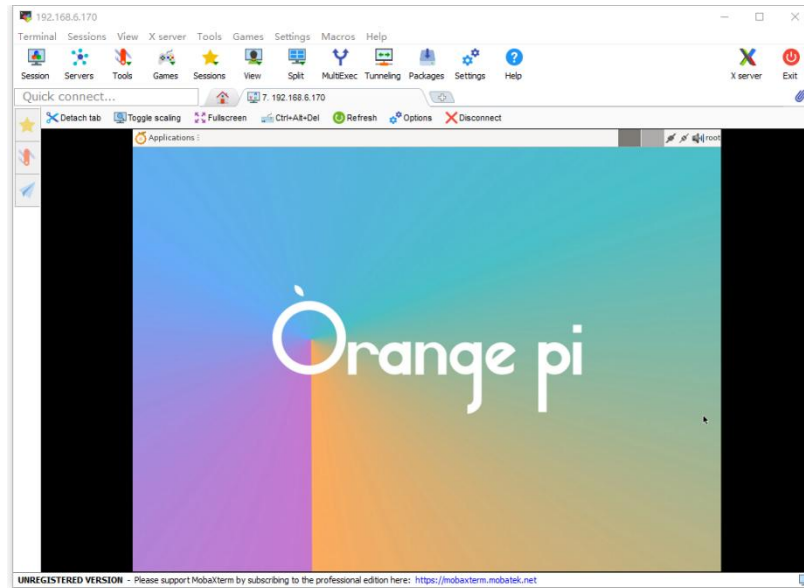 192.168.6.170
Terminal Sessions View X server Tools Games Settings Macros Help
Session Servers Tools Games Sessions View Split MultiExec Tunneling Packages Settings Help X server Exit
Quick connect... 7. 192.168.6.170
Detach tab Toggle scaling Fullscreen Ctrl+Alt+Del Refresh Options Disconnect
Applications root
Orange pi
UNREGISTERED VERSION - Please support MobaXterm by subscribing to the professional edition here: https://mobaxterm.mobatek.net